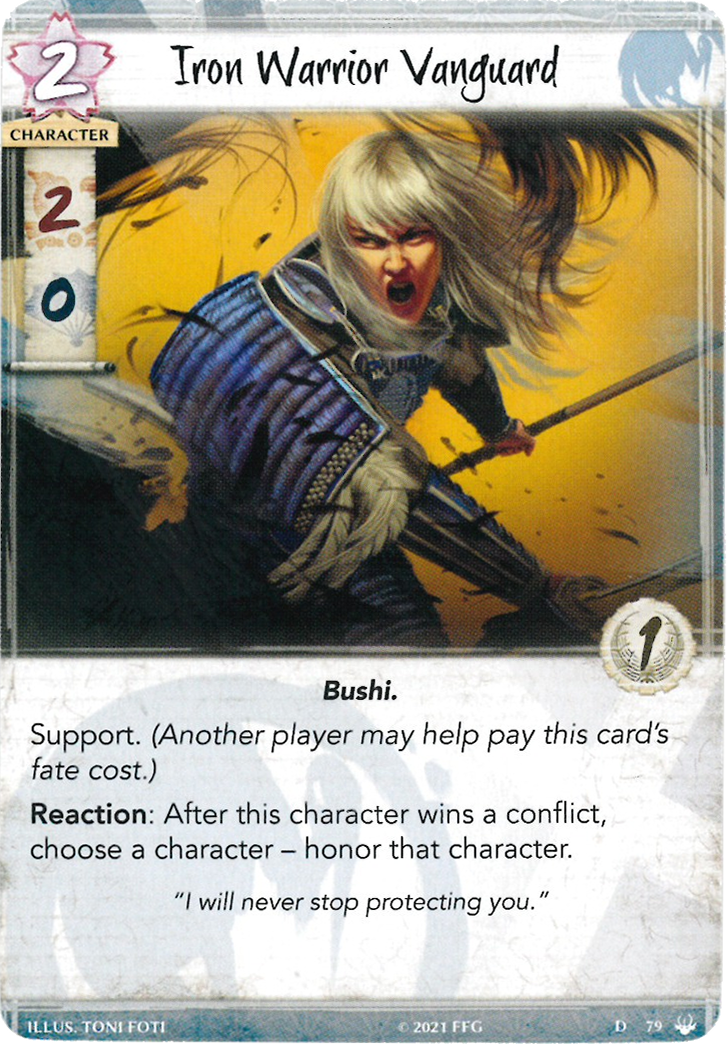 2
Iron Warrior Vanguard
CHARACTER
2
0
1
Bushi.
Support. (Another player may help pay this card's
fate cost.)
Reaction: After this character wins a conflict,
choose a character – honor that character.
"I will never stop protecting you."
ILLUS. TONI FOTI
© 2021 FFG
D 79